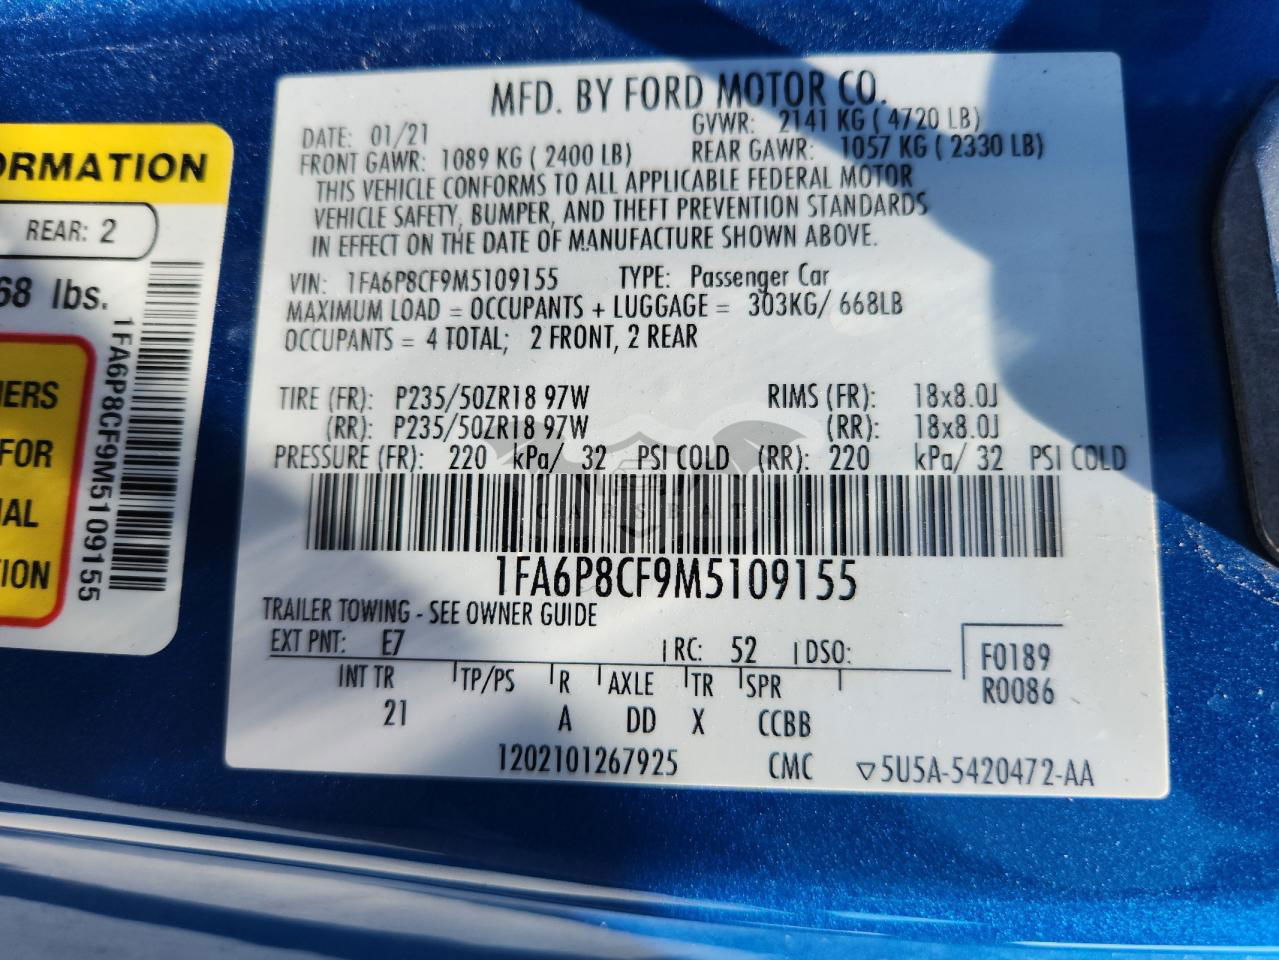 MFD. BY FORD MOTOR CO.
DATE: 01/21 GVWR: 2141 KG ( 4720 LB)
FRONT GAWR: 1089 KG ( 2400 LB) REAR GAWR: 1057 KG ( 2330 LB)
THIS VEHICLE CONFORMS TO ALL APPLICABLE FEDERAL MOTOR
VEHICLE SAFETY, BUMPER, AND THEFT PREVENTION STANDARDS
IN EFFECT ON THE DATE OF MANUFACTURE SHOWN ABOVE.
VIN: 1FA6P8CF9M5109155 TYPE: Passenger Car
MAXIMUM LOAD = OCCUPANTS + LUGGAGE = 303KG/ 668LB
OCCUPANTS = 4 TOTAL; 2 FRONT, 2 REAR
TIRE (FR): P235/50ZR18 97W RIMS (FR): 18x8.0J
(RR): P235/50ZR18 97W (RR): 18x8.0J
PRESSURE (FR): 220 kPa/ 32 PSI COLD (RR): 220 kPa/ 32 PSI COLD
1FA6P8CF9M5109155
TRAILER TOWING - SEE OWNER GUIDE
EXT PNT: E7 RC: 52 DSO:
F0189
R0086
INT TR TP/PS R AXLE TR SPR
21 A DD X CCBB
1202101267925 CMC ▽5U5A-5420472-AA
ORMATION
REAR: 2
68 lbs.
1FA6P8CF9M5109155
IERS
FOR
IAL
TION